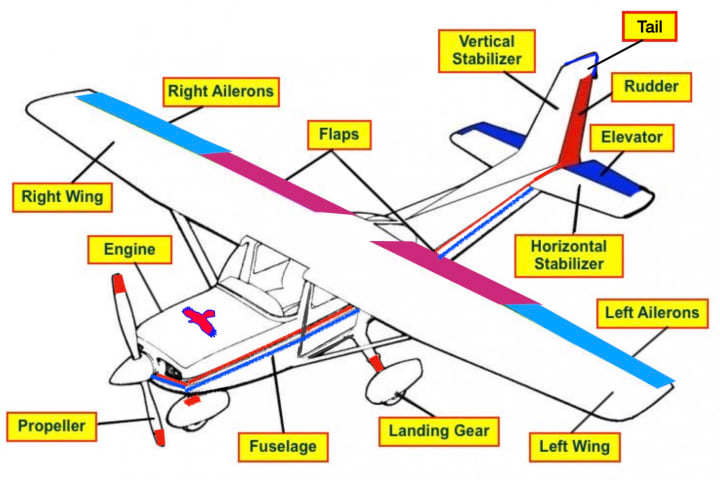 Tail
Vertical
Stabilizer
Rudder
Right Ailerons
Flaps
Elevator
Right Wing
Engine
Horizontal
Stabilizer
Left Ailerons
Propeller
Fuselage
Landing Gear
Left Wing